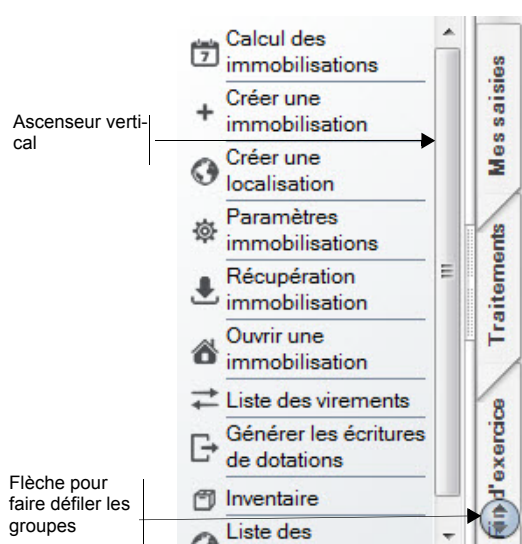 Calcul des
immobilisations
Créer une
immobilisation
Créer une
localisation
Paramètres
immobilisations
Récupération
immobilisation
Ouvrir une
immobilisation
Liste des virements
Générer les écritures
de dotations
Inventaire
Liste des
Mes saisies
Traitements
d'exercice
Ascenseur verti-
cal
Flèche pour
faire défiler les
groupes